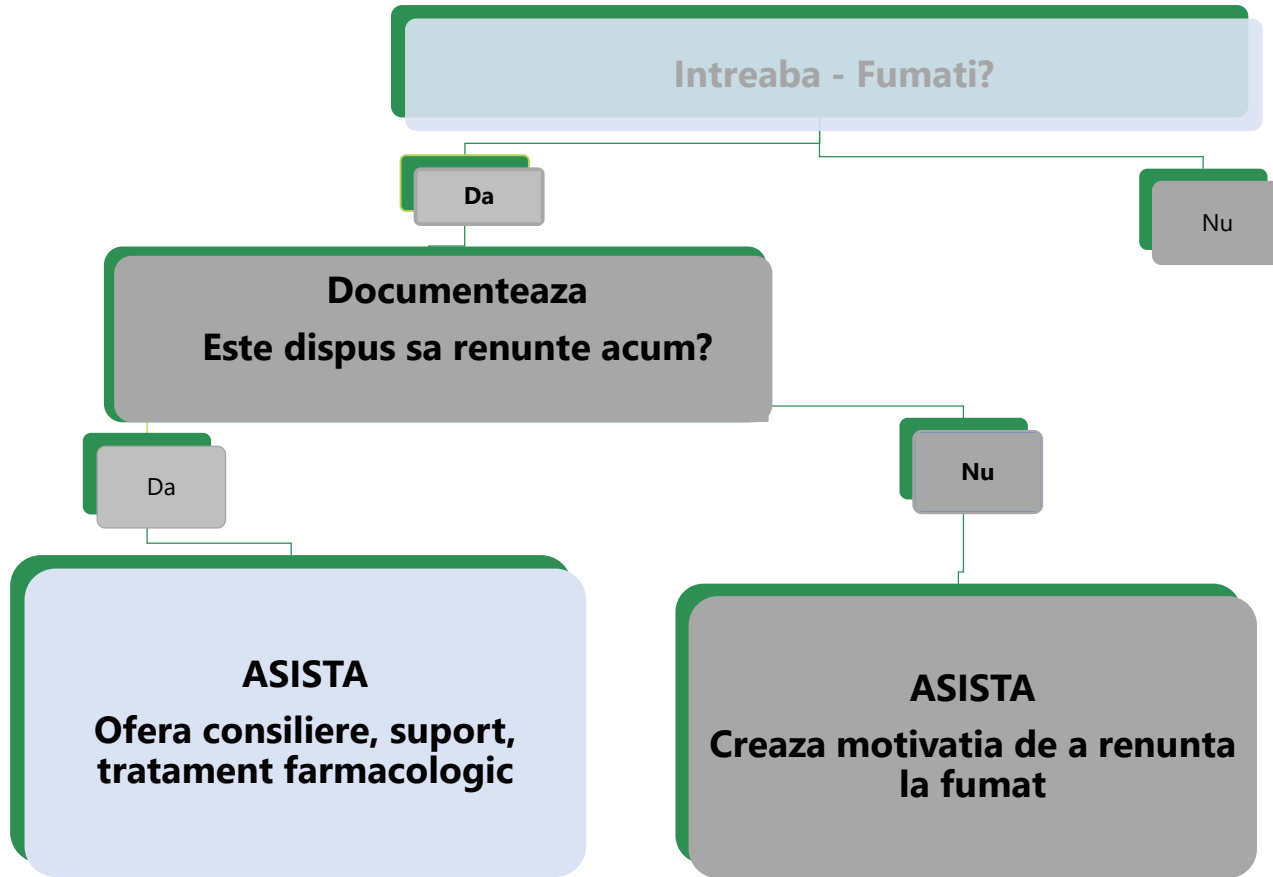 Intreaba - Fumati?
Da
Nu
Documenteaza
Este dispus sa renunte acum?
Da
Nu
ASISTA
Ofera consiliere, suport,
tratament farmacologic
ASISTA
Creaza motivatia de a renunta
la fumat